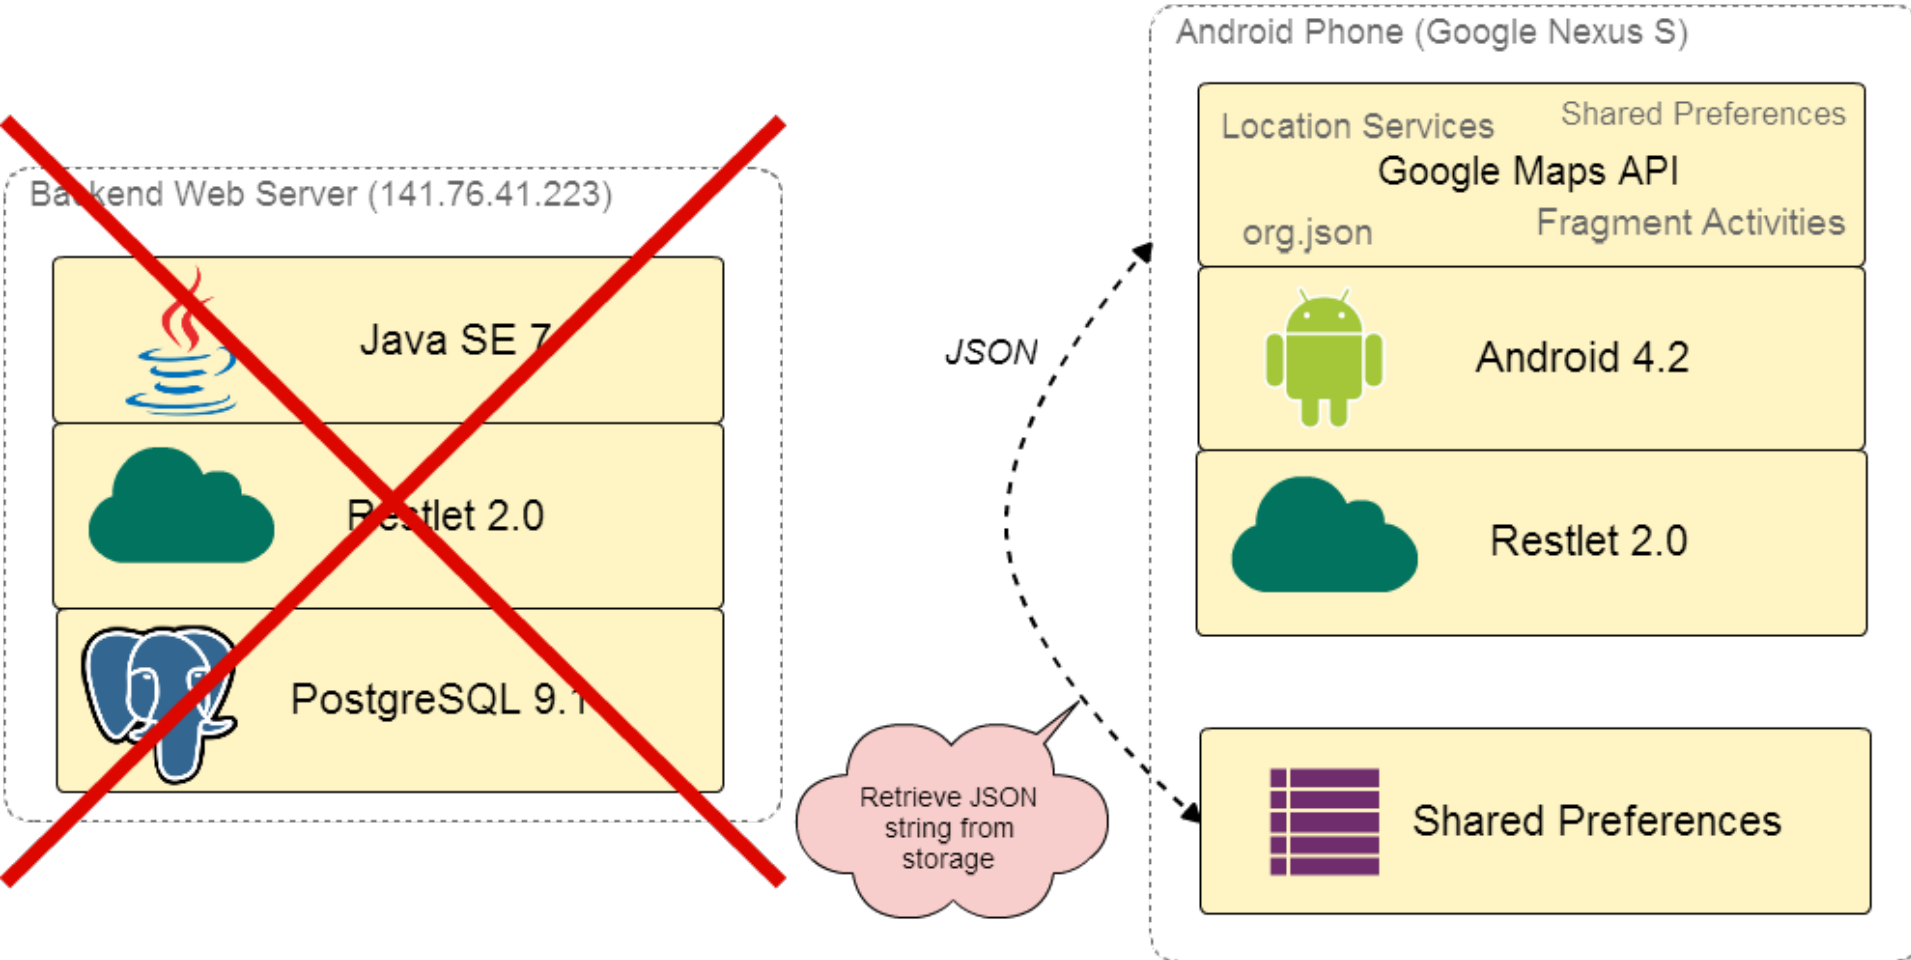 Backend Web Server (141.76.41.223)
Java SE 7
Restlet 2.0
PostgreSQL 9.1
JSON
Retrieve JSON
string from
storage
Android Phone (Google Nexus S)
Location Services
Shared Preferences
Google Maps API
org.json
Fragment Activities
Android 4.2
Restlet 2.0
Shared Preferences